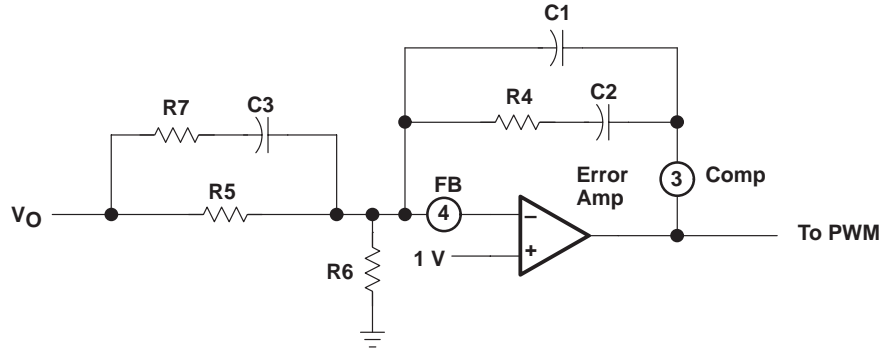 C1
R7
C3
R4
C2
Error
Amp
3
Comp
R5
FB
VO
4
–
+
To PWM
R6
1 V